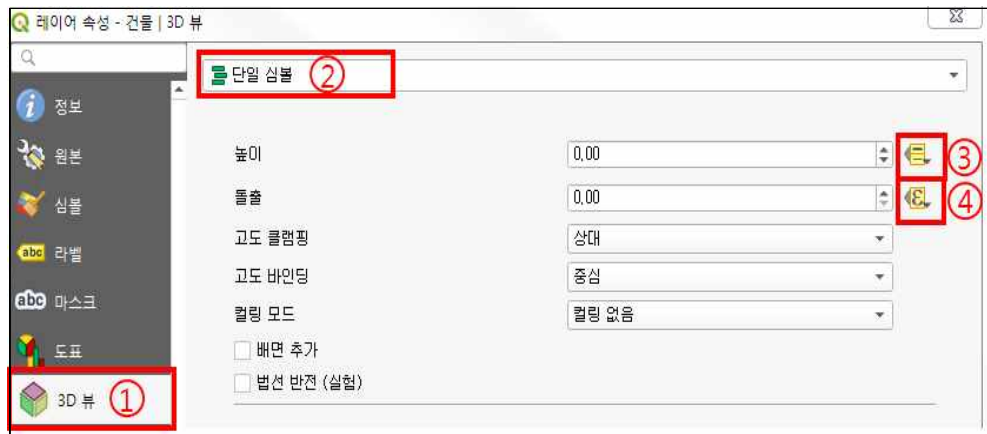 레이어 속성 - 건물 | 3D 뷰
단일 심볼 ②
정보
원본
심볼
라벨
마스크
도표
3D 뷰 ①
높이 0,00 ③
돌출 0,00 ④
고도 클램핑 상대
고도 바인딩 중심
컬링 모드 컬링 없음
배면 추가
법선 반전 (실험)
abc
abc
ε